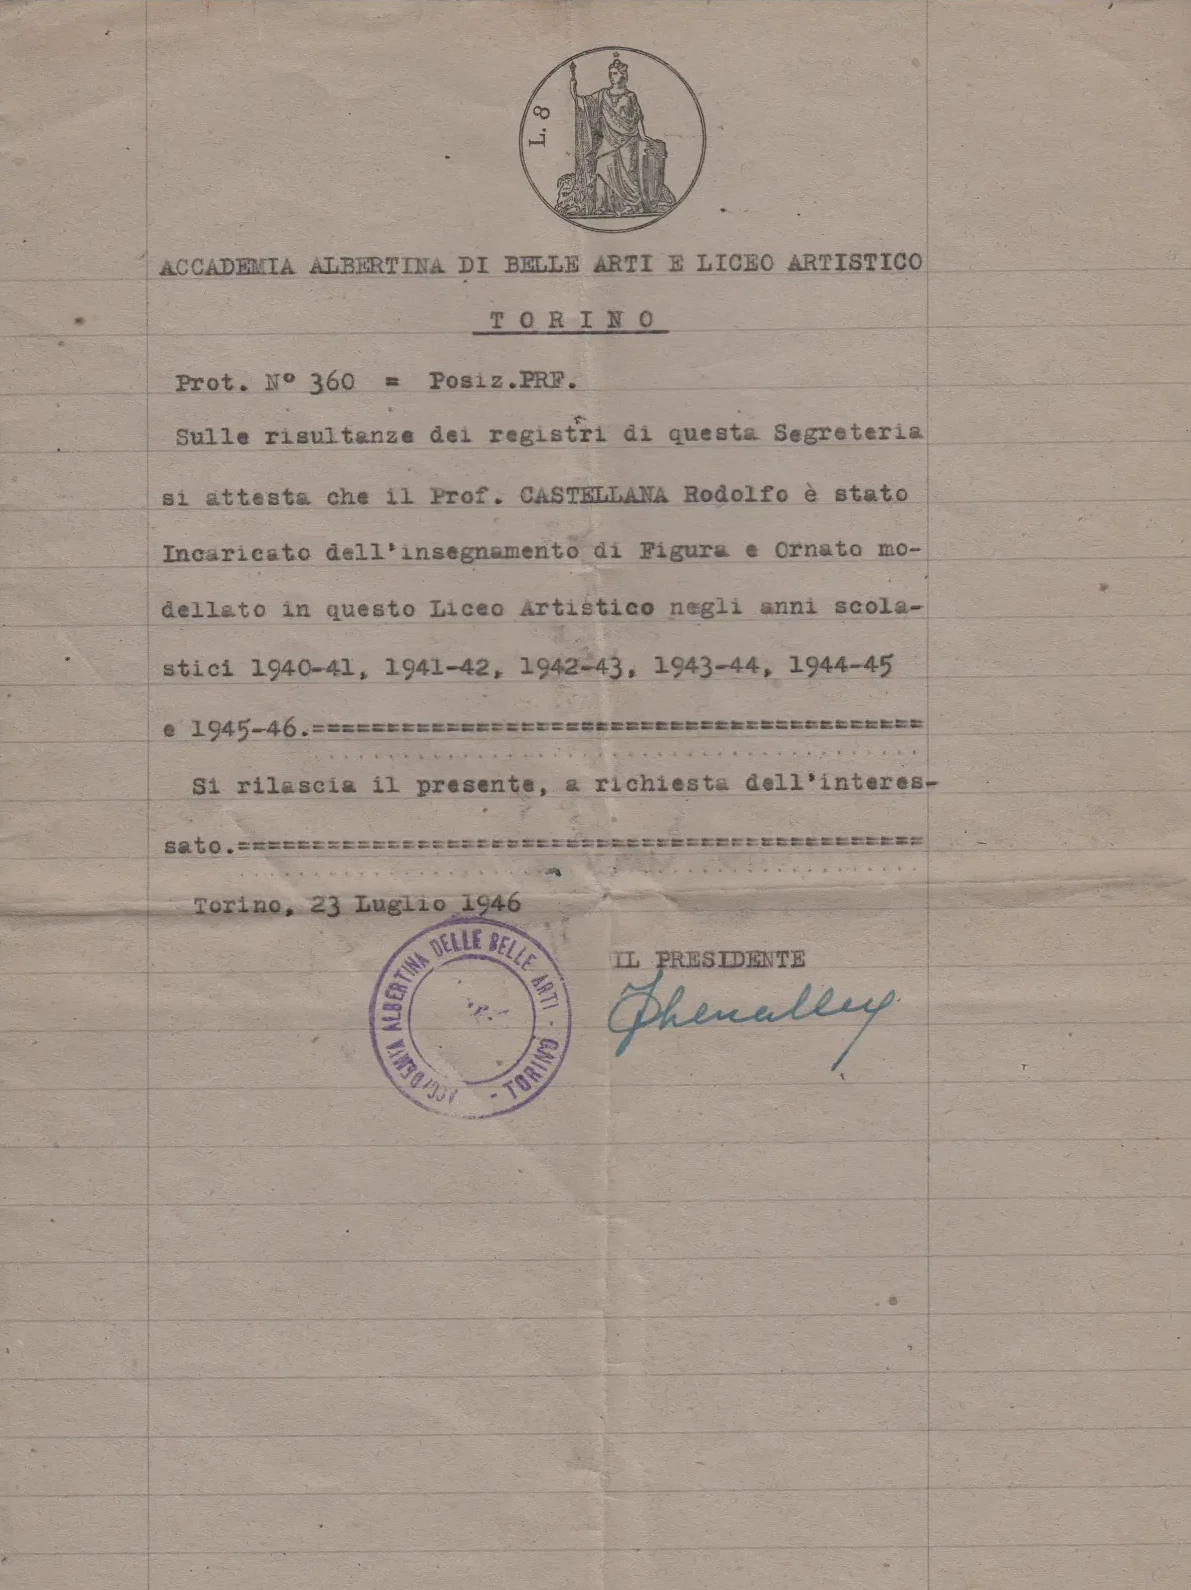 L. 8
ACCADEMIA ALBERTINA DI BELLE ARTI E LICEO ARTISTICO
TORINO
Prot. N° 360 = Posiz.PRF.
Sulle risultanze dei registri di questa Segreteria
si attesta che il Prof. CASTELLANA Rodolfo è stato
Incaricato dell'insegnamento di Figura e Ornato mo-
dellato in questo Liceo Artistico negli anni scola-
stici 1940-41, 1941-42, 1942-43, 1943-44, 1944-45
e 1945-46.=========================================
Si rilascia il presente, a richiesta dell'interes-
sato.==============================================
Torino, 23 Luglio 1946
IL PRESIDENTE
ACCADEMIA ALBERTINA DELLE BELLE ARTI - TORINO -